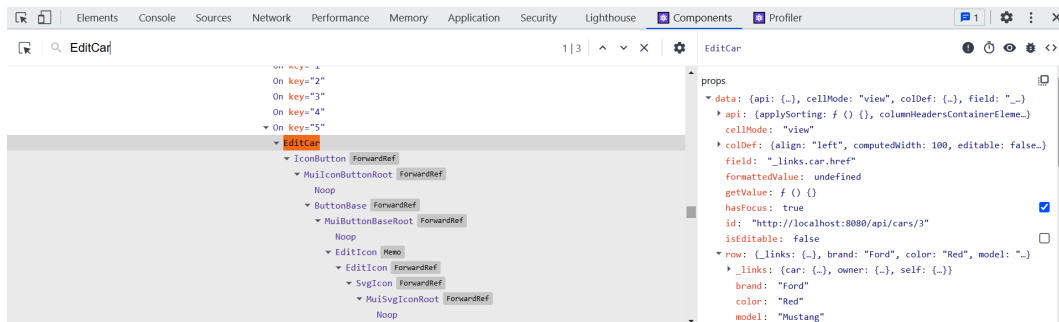 Elements Console Sources Network Performance Memory Application Security Lighthouse Components Profiler 1
EditCar 1|3
On key="1"
On key="2"
On key="3"
On key="4"
On key="5"
EditCar
IconButton ForwardRef
MuiIconButtonRoot ForwardRef
Noop
ButtonBase ForwardRef
MuiButtonBaseRoot ForwardRef
Noop
EditIcon Memo
EditIcon ForwardRef
SvgIcon ForwardRef
MuiSvgIconRoot ForwardRef
Noop
EditCar
props
data: {api: {…}, cellMode: "view", colDef: {…}, field: "_…}
api: {applySorting: ƒ () {}, columnHeadersContainerEleme…}
cellMode: "view"
colDef: {align: "left", computedWidth: 100, editable: false…}
field: "_links.car.href"
formattedValue: undefined
getValue: ƒ () {}
hasFocus: true
id: "http://localhost:8080/api/cars/3"
isEditable: false
row: {_links: {…}, brand: "Ford", color: "Red", model: "…}
_links: {car: {…}, owner: {…}, self: {…}}
brand: "Ford"
color: "Red"
model: "Mustang"